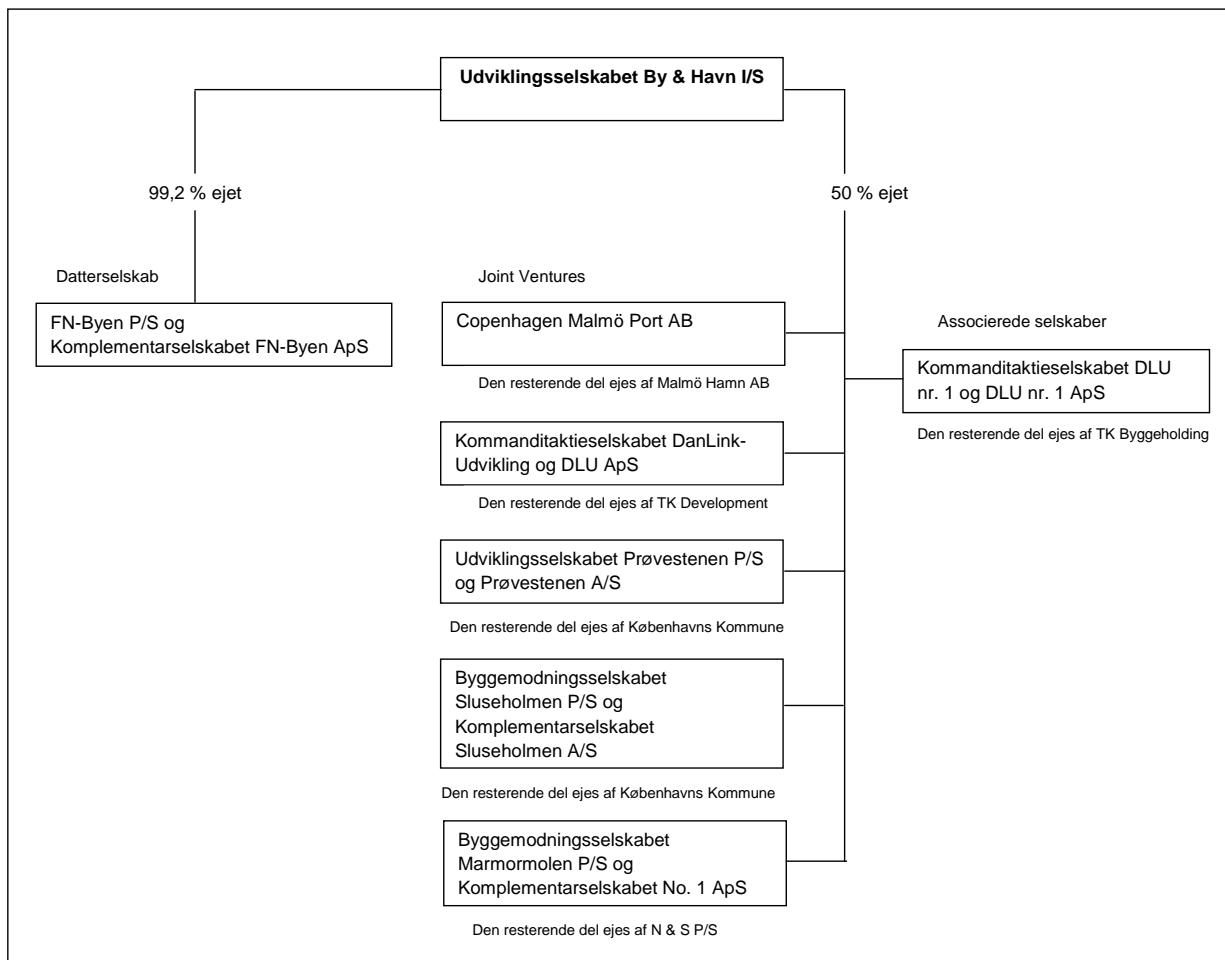 Udviklingsselskabet By & Havn I/S
99,2 % ejet
50 % ejet
Datterselskab
FN-Byen P/S og
Komplementarselskabet FN-Byen ApS
Joint Ventures
Copenhagen Malmö Port AB
Den resterende del ejes af Malmö Hamn AB
Kommanditaktieselskabet DanLink-
Udvikling og DLU ApS
Den resterende del ejes af TK Development
Udviklingsselskabet Prøvestenen P/S
og Prøvestenen A/S
Den resterende del ejes af Københavns Kommune
Byggemodningsselskabet
Sluseholmen P/S og
Komplementarselskabet
Sluseholmen A/S
Den resterende del ejes af Københavns Kommune
Byggemodningsselskabet
Marmormolen P/S og
Komplementarselskabet No. 1 ApS
Den resterende del ejes af N & S P/S
Associerede selskaber
Kommanditaktieselskabet DLU
nr. 1 og DLU nr. 1 ApS
Den resterende del ejes af TK Byggeholding